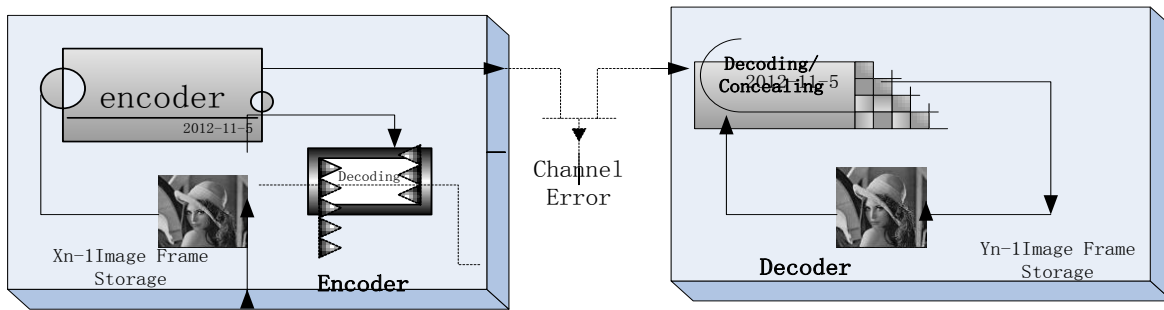 encoder
2012-11-5
Decoding
Xn-1Image Frame
Storage
Encoder
Channel
Error
Decoding/
2012-11-5
Concealing
Decoder
Yn-1Image Frame
Storage